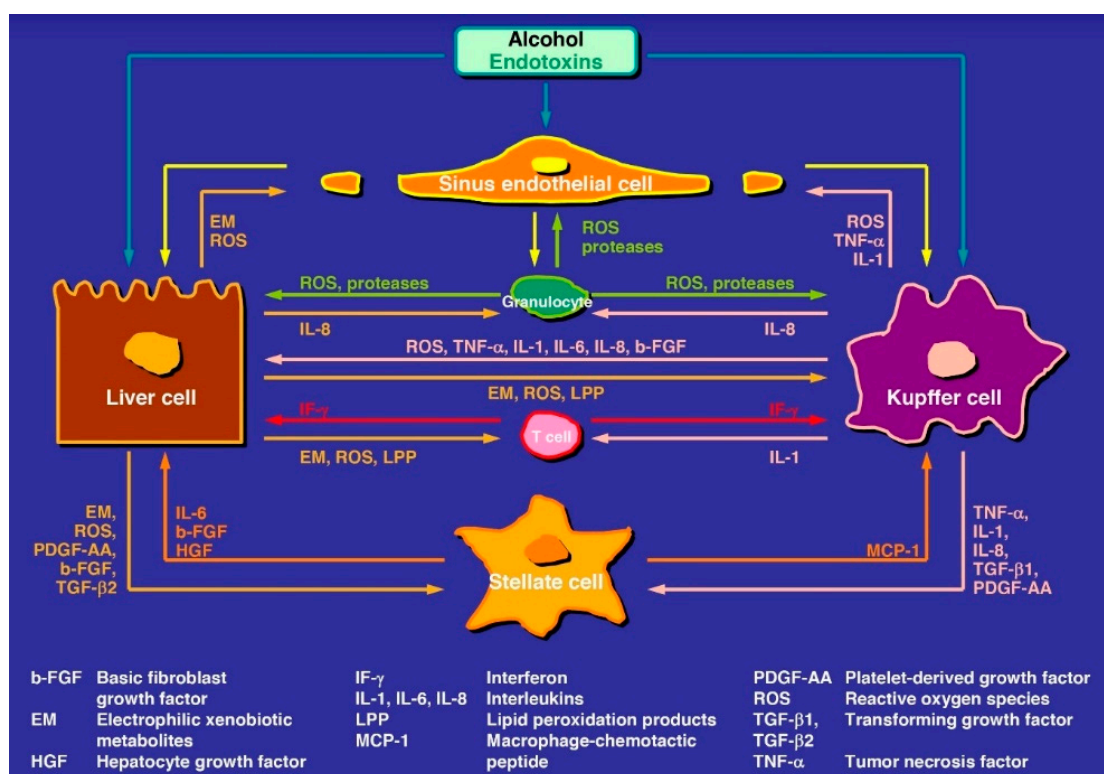 Alcohol
Endotoxins
Sinus endothelial cell
EM
ROS
ROS
proteases
ROS
TNF-α
IL-1
ROS, proteases
Granulocyte
ROS, proteases
IL-8
IL-8
ROS, TNF-α, IL-1, IL-6, IL-8, b-FGF
Liver cell
EM, ROS, LPP
Kupffer cell
IF-γ
T cell
IF-γ
EM, ROS, LPP
IL-1
EM,
ROS,
PDGF-AA,
b-FGF,
TGF-β2
IL-6
b-FGF
HGF
Stellate cell
MCP-1
TNF-α,
IL-1,
IL-8,
TGF-β1,
PDGF-AA
b-FGF Basic fibroblast
growth factor
EM Electrophilic xenobiotic
metabolites
HGF Hepatocyte growth factor
IF-γ Interferon
IL-1, IL-6, IL-8 Interleukins
LPP Lipid peroxidation products
MCP-1 Macrophage-chemotactic
peptide
PDGF-AA Platelet-derived growth factor
ROS Reactive oxygen species
TGF-β1, Transforming growth factor
TGF-β2
TNF-α Tumor necrosis factor